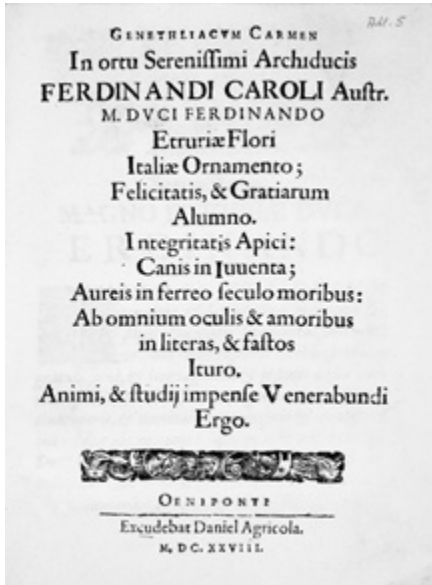 GENETHLIACVM CARMEN
In ortu Sereniſſimi Archiducis
FERDINANDI CAROLI Auſtr.
M. DVCI FERDINANDO
Etruriæ Flori
Italiæ Ornamento;
Felicitatis, & Gratiarum
Alumno.
Integritatis Apici:
Canis in Iuuenta;
Aureis in ferreo ſeculo moribus:
Ab omnium oculis & amoribus
in literas, & faſtos
Ituro.
Animi, & ſtudij impenſe Venerabundi
Ergo.
OENIPONTI
Excudebat Daniel Agricola.
M, DC. XXVIII.